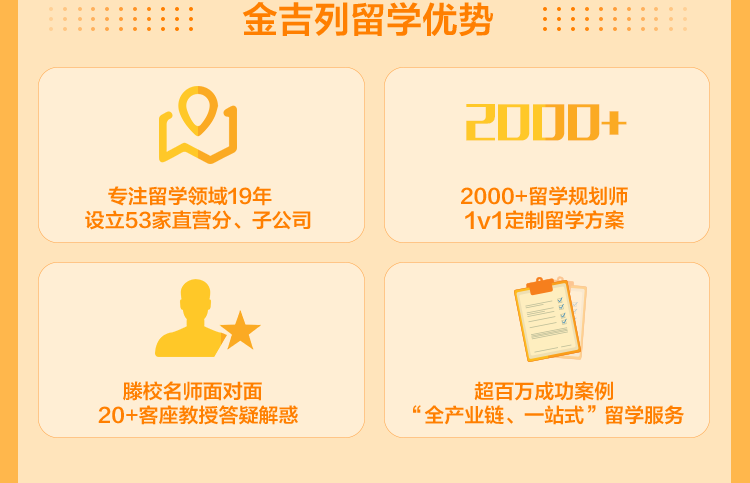 金吉列留学优势
专注留学领域19年
设立53家直营分、子公司
2000+
2000+留学规划师
1v1定制留学方案
滕校名师面对面
20+客座教授答疑解惑
超百万成功案例
“全产业链、一站式”留学服务